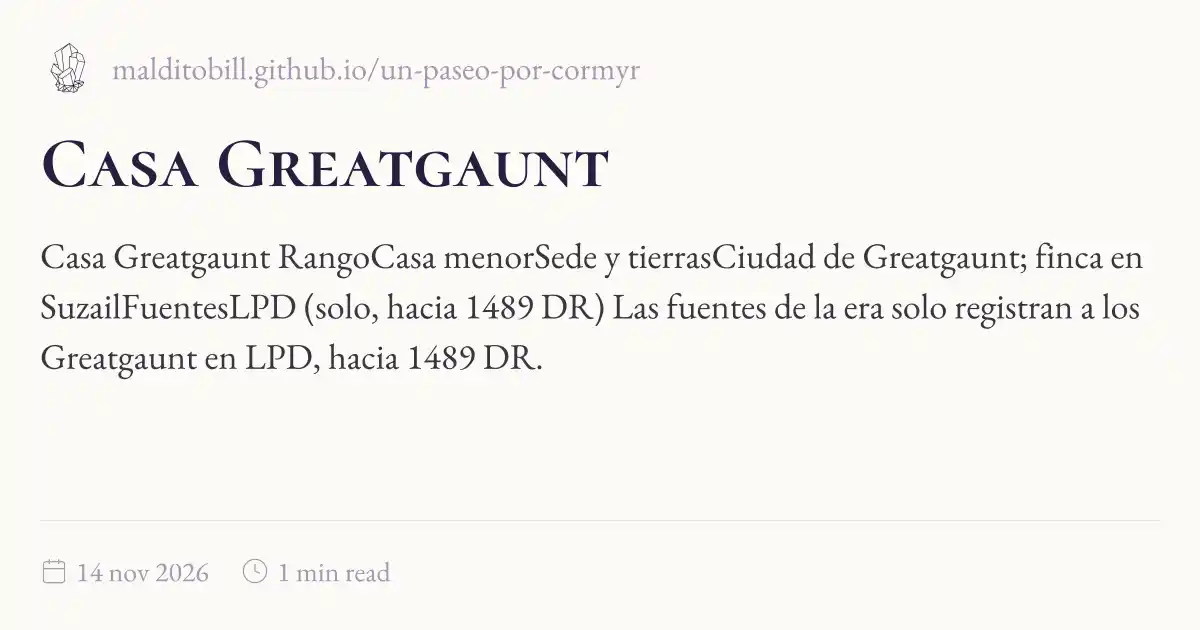 malditobill.github.io/un-paseo-por-cormyr
Casa Greatgaunt
Casa Greatgaunt RangoCasa menorSede y tierrasCiudad de Greatgaunt; finca en
SuzailFuentesLPD (solo, hacia 1489 DR) Las fuentes de la era solo registran a los
Greatgaunt en LPD, hacia 1489 DR.
14 nov 2026
1 min read